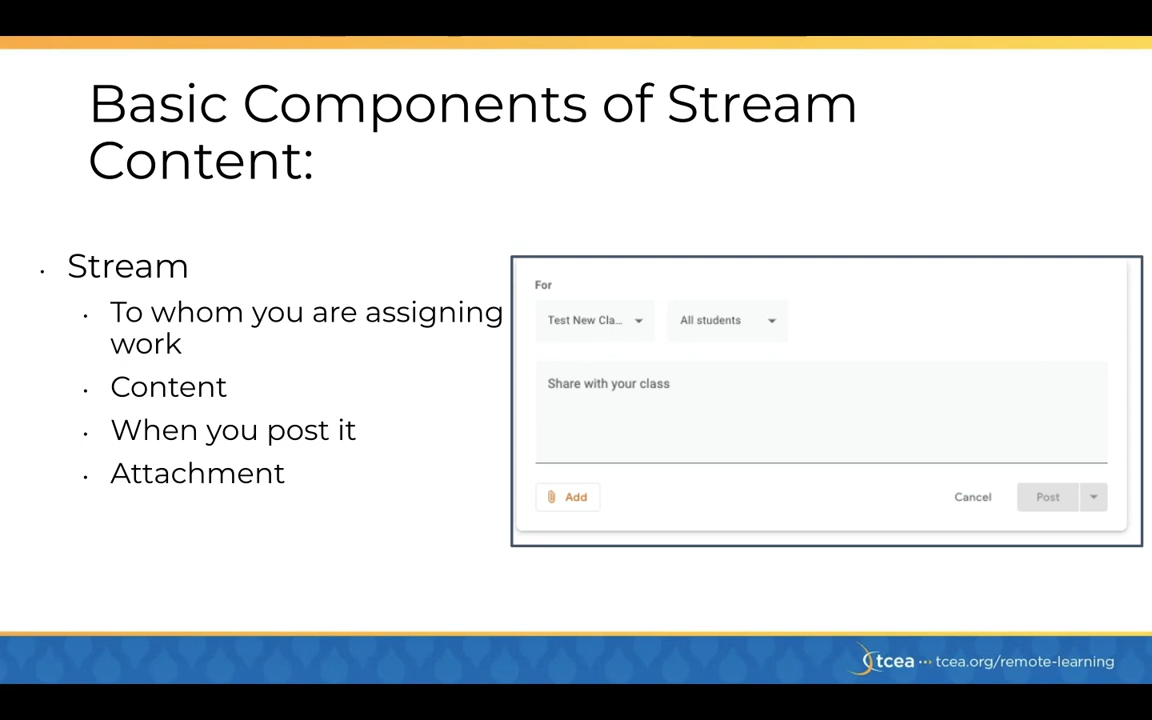 Basic Components of Stream
Content:
• Stream
• To whom you are assigning
work
• Content
• When you post it
• Attachment
For
Test New Cla...
All students
Share with your class
Add
Cancel
Post
tcea ••• tcea.org/remote-learning